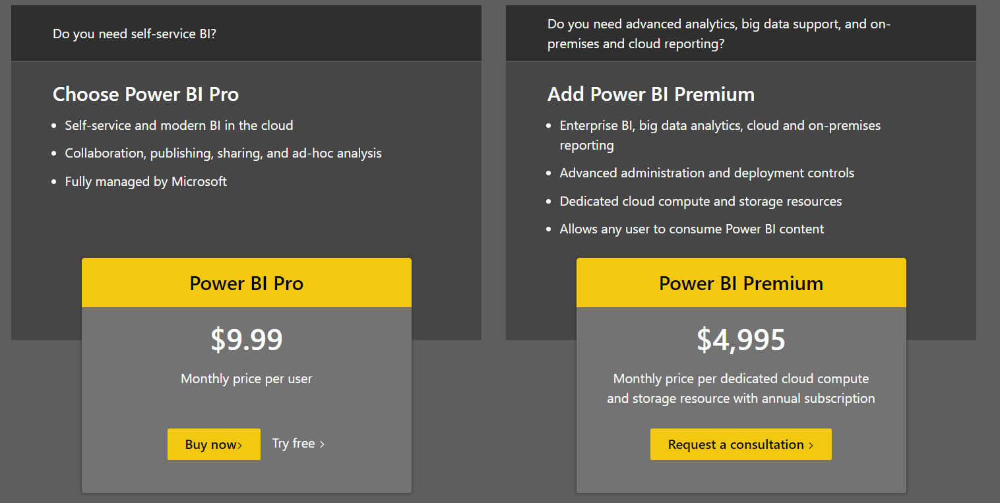 Do you need self-service BI?
Choose Power BI Pro
• Self-service and modern BI in the cloud
• Collaboration, publishing, sharing, and ad-hoc analysis
• Fully managed by Microsoft
Power BI Pro
$9.99
Monthly price per user
Buy now›
Try free ›
Do you need advanced analytics, big data support, and on-
premises and cloud reporting?
Add Power BI Premium
• Enterprise BI, big data analytics, cloud and on-premises
reporting
• Advanced administration and deployment controls
• Dedicated cloud compute and storage resources
• Allows any user to consume Power BI content
Power BI Premium
$4,995
Monthly price per dedicated cloud compute
and storage resource with annual subscription
Request a consultation ›